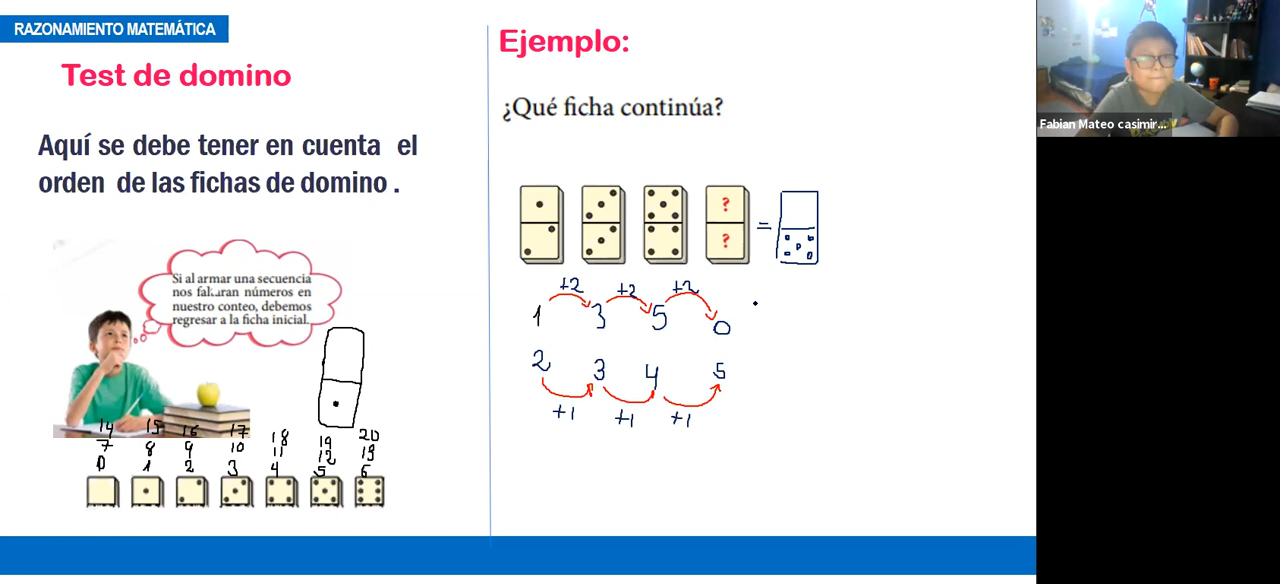 RAZONAMIENTO MATEMÁTICA
Test de domino
Aquí se debe tener en cuenta el
orden de las fichas de domino .
Si al armar una secuencia
nos faltaran números en
nuestro conteo, debemos
regresar a la ficha inicial.
14 15 16 17 18 19 20
7 8 9 10 11 12 13
0 1 2 3 4 5 6
Ejemplo:
¿Qué ficha continúa?
?
?
=
+2 +2 +2
1 3 5 0
2 3 4 5
+1 +1 +1
Fabian Mateo casimir...